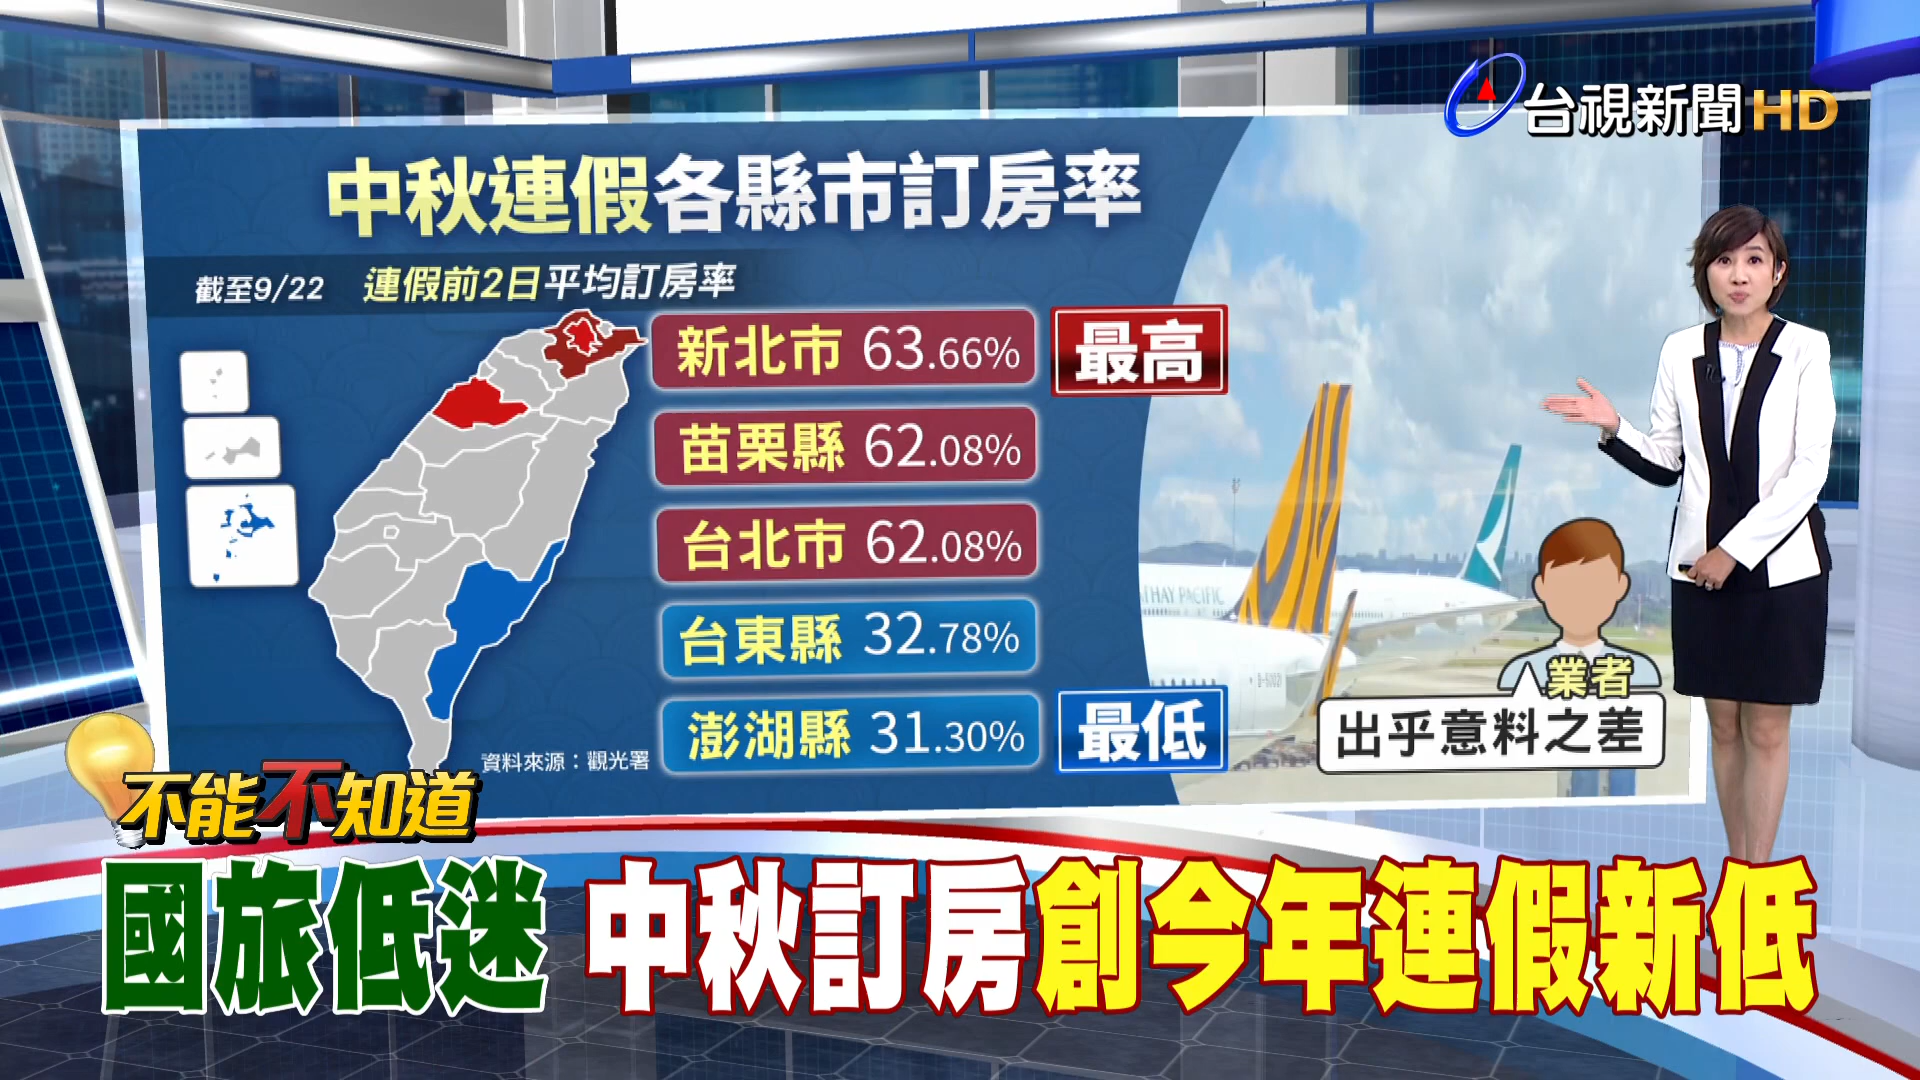 台視新聞HD
中秋連假各縣市訂房率
截至9/22 連假前2日平均訂房率
新北市 63.66% 最高
苗栗縣 62.08%
台北市 62.08%
台東縣 32.78%
澎湖縣 31.30% 最低
資料來源：觀光署
THAY PACIFIC
業者
出乎意料之差
不能不知道
國旅低迷 中秋訂房創今年連假新低